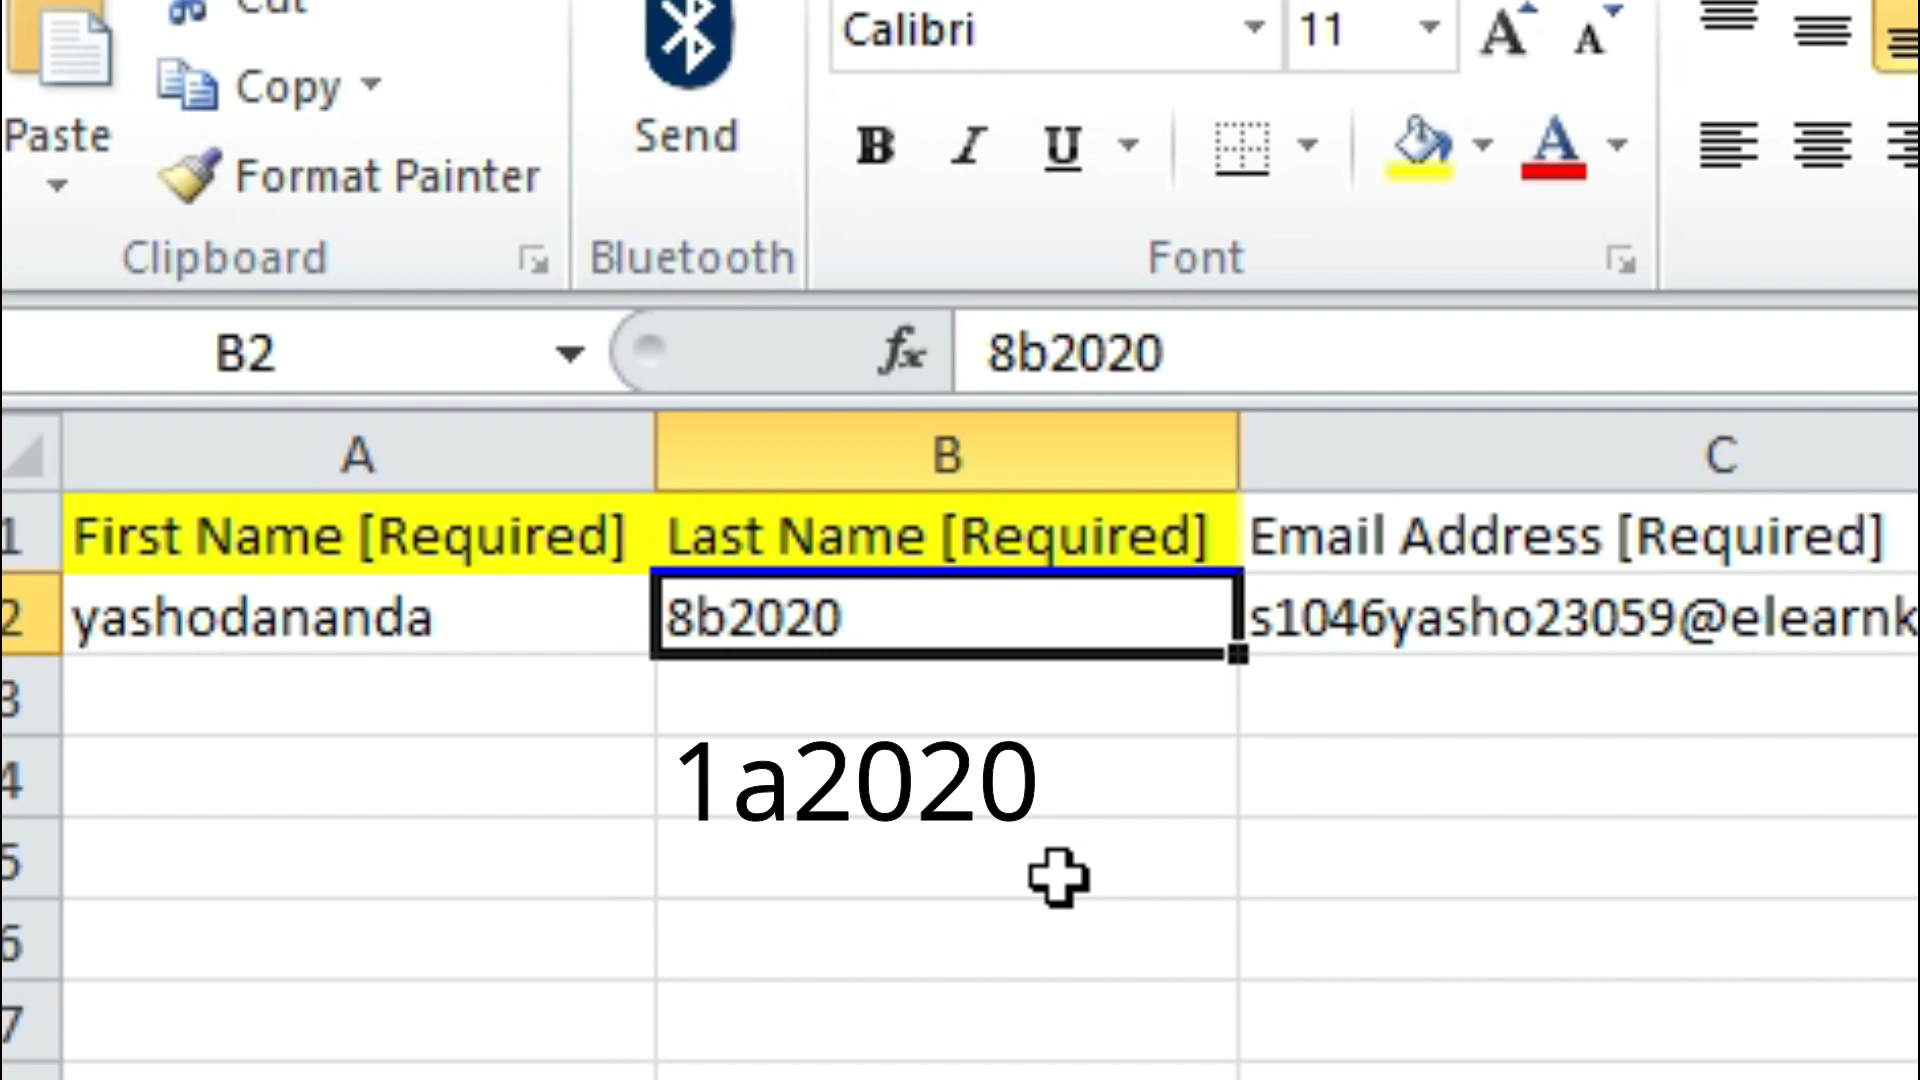 Cut
Calibri 11 A A
Copy
Paste Send B I U A
Format Painter
Clipboard Bluetooth Font
B2 fx 8b2020
A B C
1 First Name [Required] Last Name [Required] Email Address [Required]
2 yashodananda 8b2020 s1046yasho23059@elearnk
3
4 1a2020
5
6
7